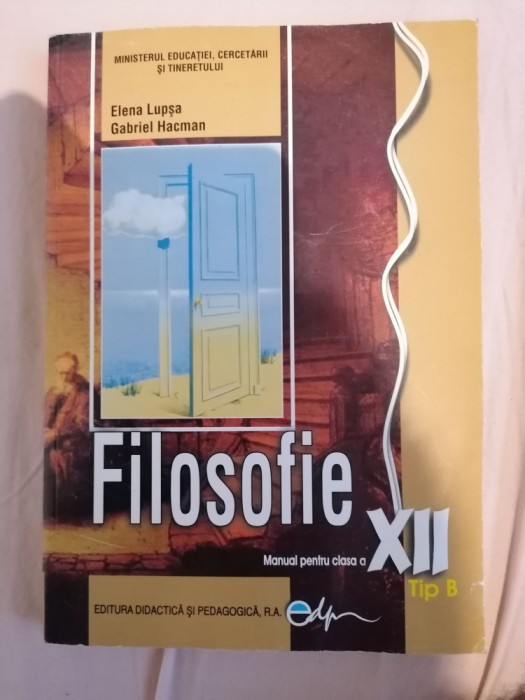 MINISTERUL EDUCAȚIEI, CERCETĂRII
ȘI TINERETULUI
Elena Lupșa
Gabriel Hacman
Filosofie
Manual pentru clasa a XII
Tip B
EDITURA DIDACTICĂ ȘI PEDAGOGICĂ, R.A. edp